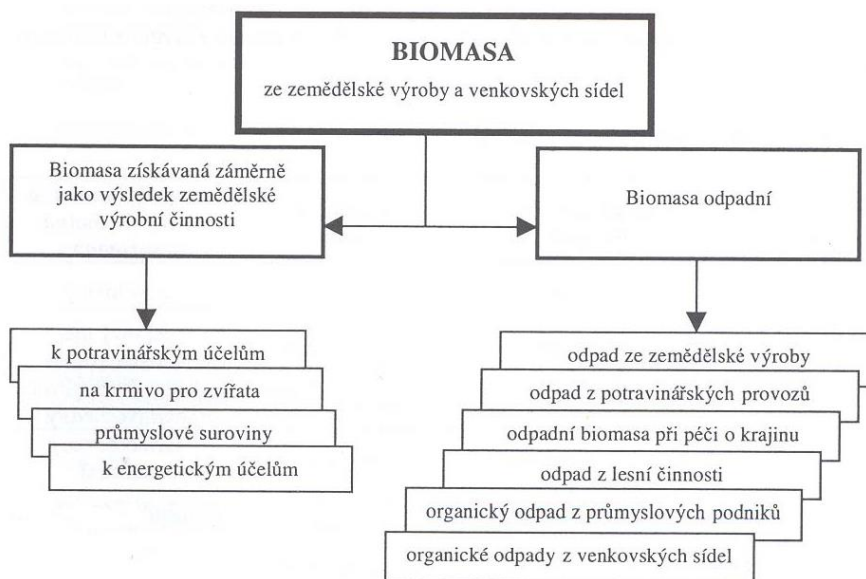 BIOMASA
ze zemědělské výroby a venkovských sídel
Biomasa získávaná záměrně
jako výsledek zemědělské
výrobní činnosti
Biomasa odpadní
k potravinářským účelům
na krmivo pro zvířata
průmyslové suroviny
k energetickým účelům
odpad ze zemědělské výroby
odpad z potravinářských provozů
odpadní biomasa při péči o krajinu
odpad z lesní činnosti
organický odpad z průmyslových podniků
organické odpady z venkovských sídel